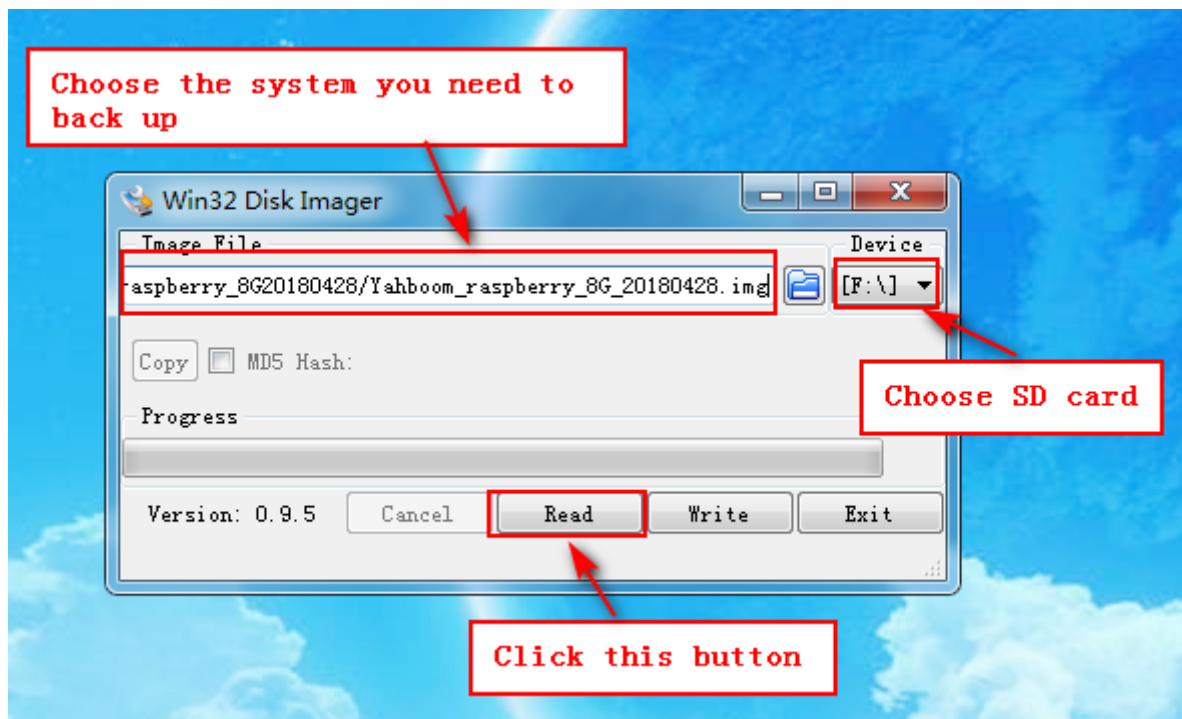 Choose the system you need to
back up
Win32 Disk Imager
Image File
Device
raspberry_8G20180428/Yahboom_raspberry_8G_20180428.img
[F:\]
Copy
MD5 Hash:
Choose SD card
Progress
Version: 0.9.5
Cancel
Read
Write
Exit
Click this button